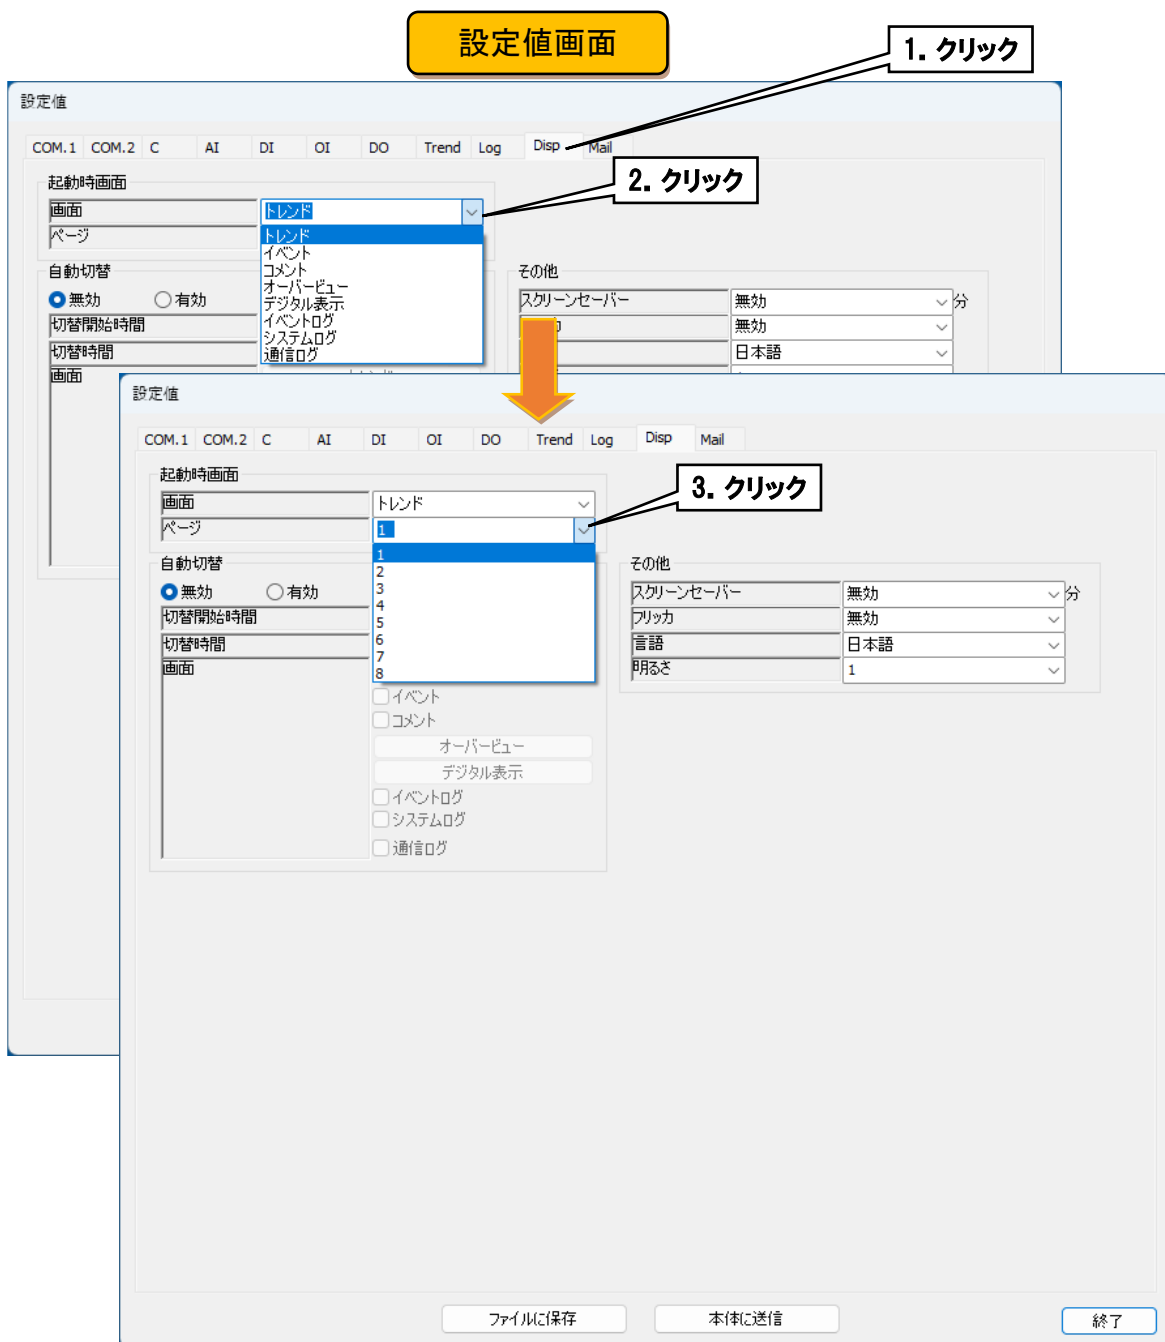 設定値画面
1. クリック
設定値
COM.1 COM.2 C AI DI OI DO Trend Log Disp Mail
2. クリック
起動時画面
画面 トレンド
ページ
トレンド
イベント
コメント
オーバービュー
デジタル表示
イベントログ
システムログ
通信ログ
自動切替
無効 有効
切替開始時間
切替時間
画面
その他
スクリーンセーバー 無効 分
無効
日本語
設定値
COM.1 COM.2 C AI DI OI DO Trend Log Disp Mail
3. クリック
起動時画面
画面 トレンド
ページ 1
1
2
3
4
5
6
7
8
自動切替
無効 有効
切替開始時間
切替時間
画面
イベント
コメント
オーバービュー
デジタル表示
イベントログ
システムログ
通信ログ
その他
スクリーンセーバー 無効 分
フリッカ 無効
言語 日本語
明るさ 1
ファイルに保存 本体に送信 終了